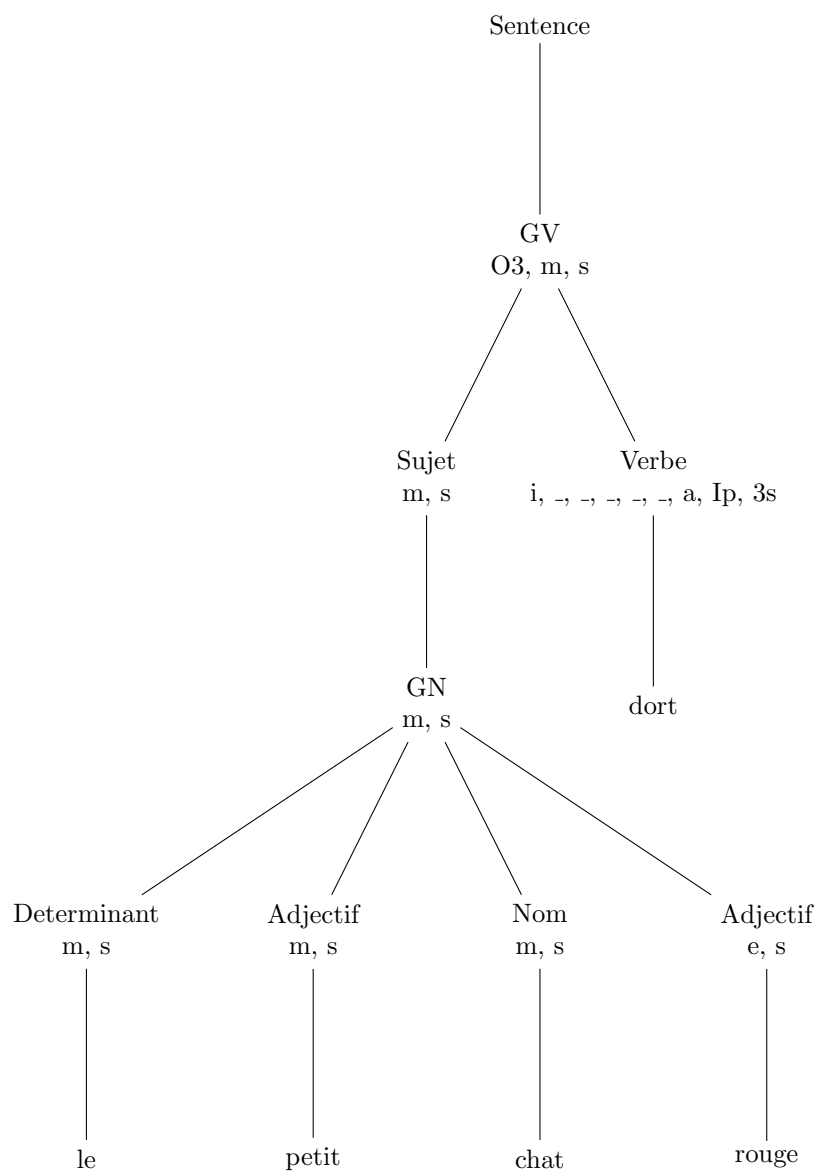 Sentence
GV
O3, m, s
Sujet
m, s
Verbe
i, _, _, _, _, _, a, Ip, 3s
GN
m, s
dort
Determinant
m, s
Adjectif
m, s
Nom
m, s
Adjectif
e, s
le
petit
chat
rouge